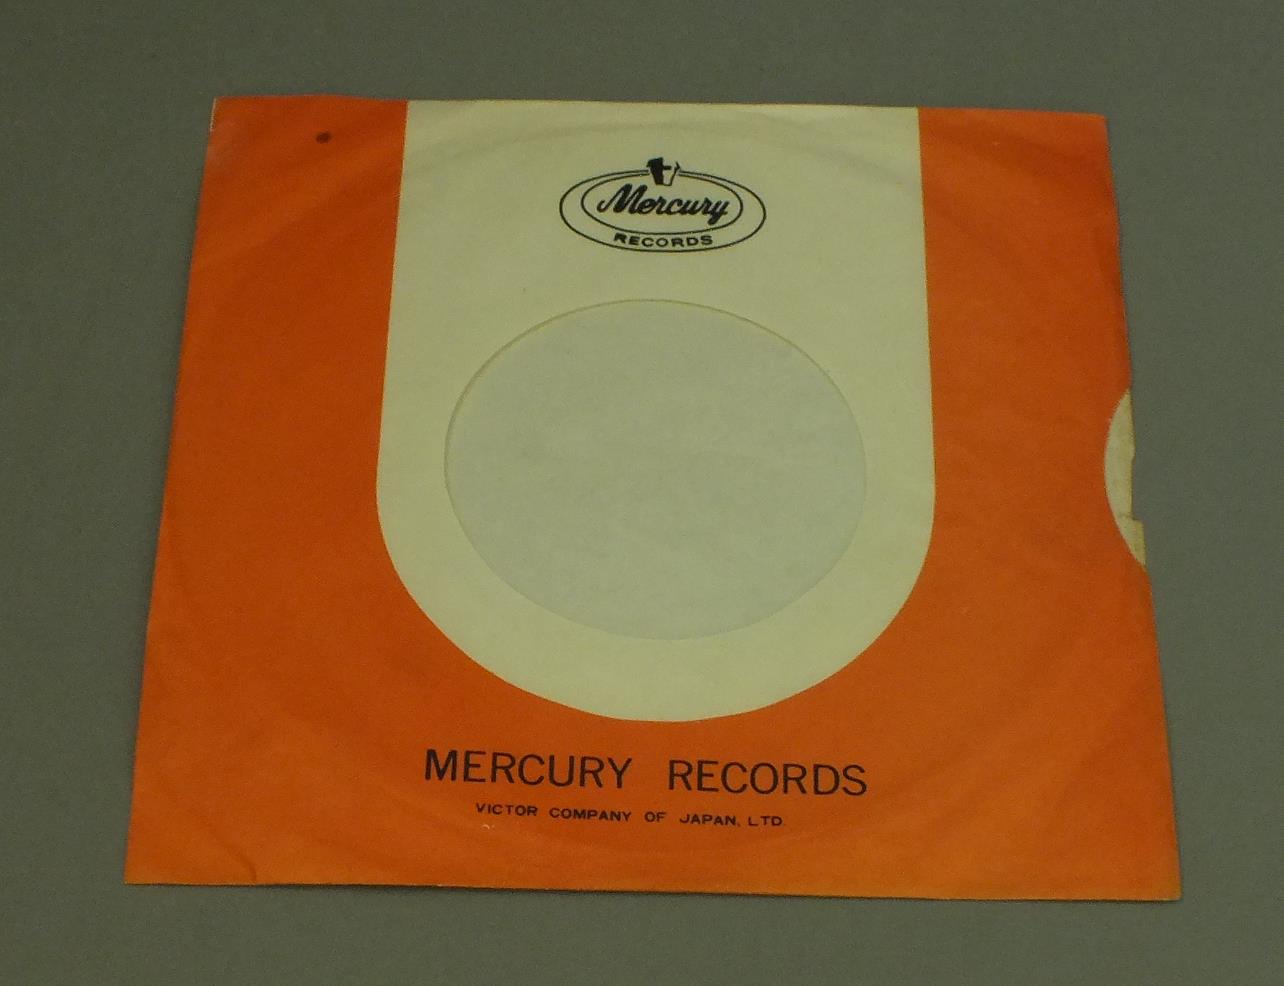 Mercury
RECORDS
MERCURY RECORDS
VICTOR COMPANY OF JAPAN, LTD.